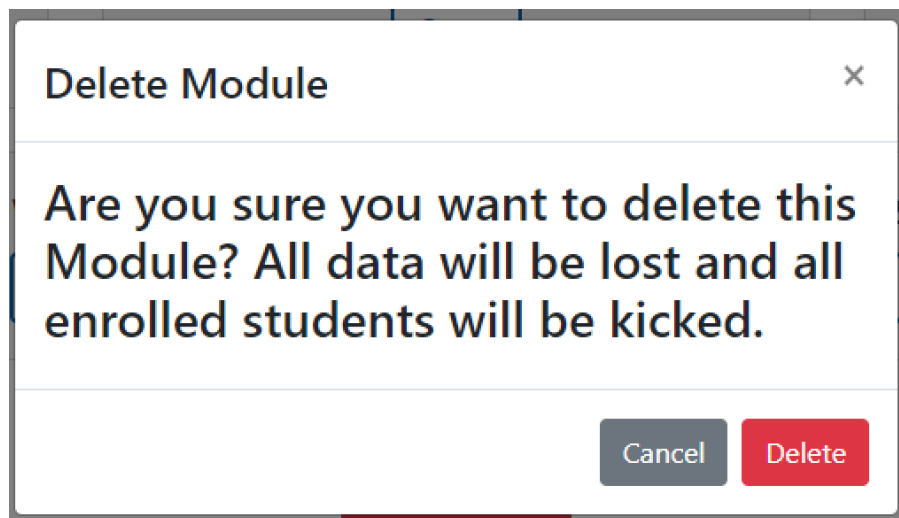 Delete Module
×
Are you sure you want to delete this
Module? All data will be lost and all
enrolled students will be kicked.
Cancel Delete